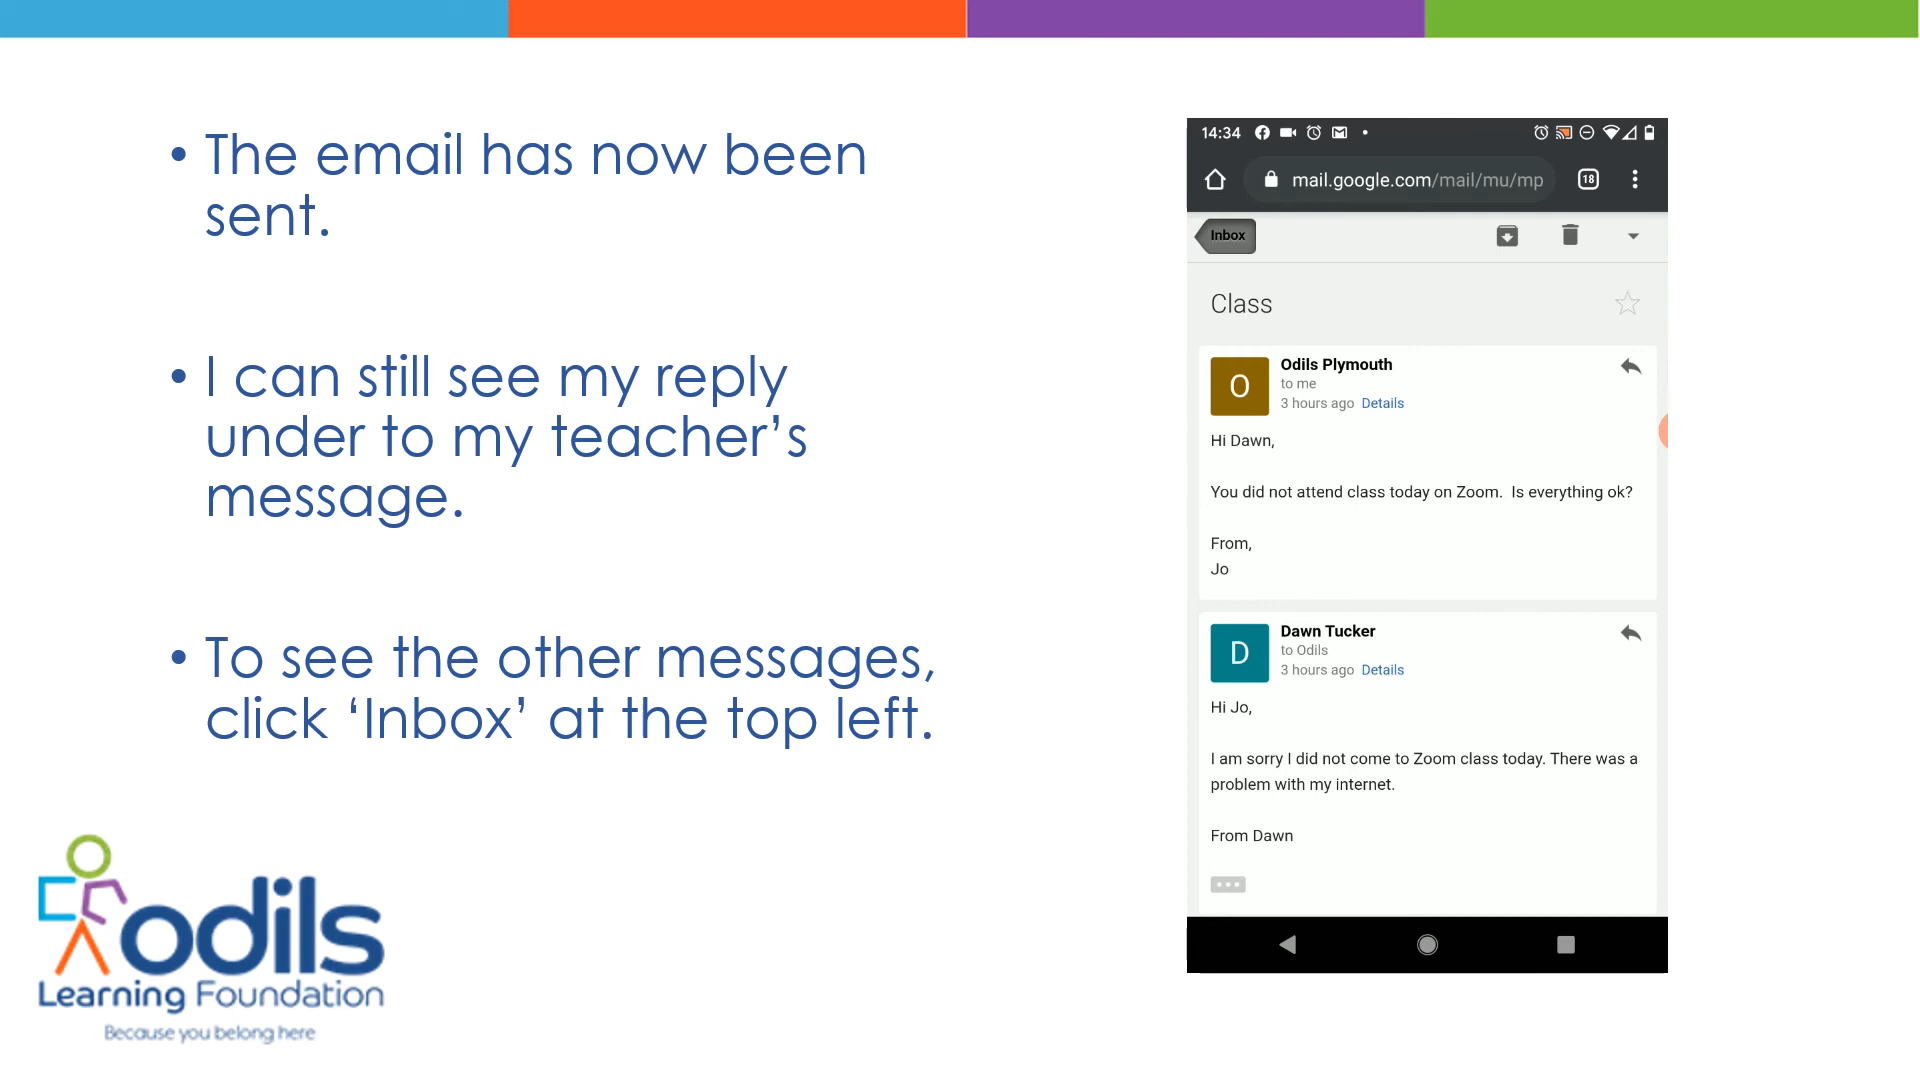 • The email has now been
sent.
• I can still see my reply
under to my teacher’s
message.
• To see the other messages,
click ‘Inbox’ at the top left.
odils
Learning Foundation
Because you belong here
14:34
mail.google.com/mail/mu/mp
18
Inbox
Class
O
Odils Plymouth
to me
3 hours ago Details
Hi Dawn,
You did not attend class today on Zoom.  Is everything ok?
From,
Jo
D
Dawn Tucker
to Odils
3 hours ago Details
Hi Jo,
I am sorry I did not come to Zoom class today. There was a
problem with my internet.
From Dawn